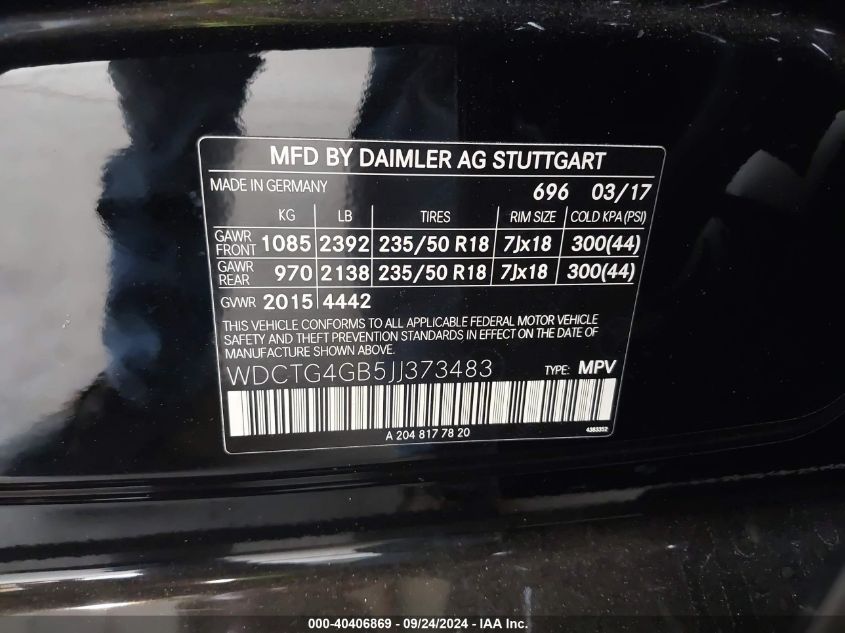 MFD BY DAIMLER AG STUTTGART
MADE IN GERMANY 696 03/17
KG LB TIRES RIM SIZE COLD KPA (PSI)
GAWR FRONT 1085 2392 235/50 R18 7Jx18 300(44)
GAWR REAR 970 2138 235/50 R18 7Jx18 300(44)
GVWR 2015 4442
THIS VEHICLE CONFORMS TO ALL APPLICABLE FEDERAL MOTOR VEHICLE
SAFETY AND THEFT PREVENTION STANDARDS IN EFFECT ON THE DATE OF
MANUFACTURE SHOWN ABOVE.
WDCTG4GB5JJ373483 TYPE: MPV
A 204 817 78 20 4383352
000-40406869 - 09/24/2024 - IAA Inc.